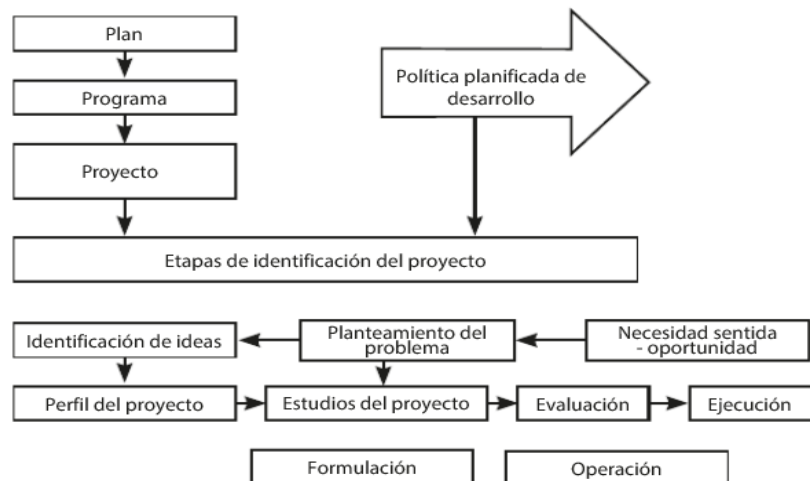 Plan
Política planificada de
desarrollo
Programa
Proyecto
Etapas de identificación del proyecto
Identificación de ideas
Planteamiento del
problema
Necesidad sentida
- oportunidad
Perfil del proyecto
Estudios del proyecto
Evaluación
Ejecución
Formulación
Operación